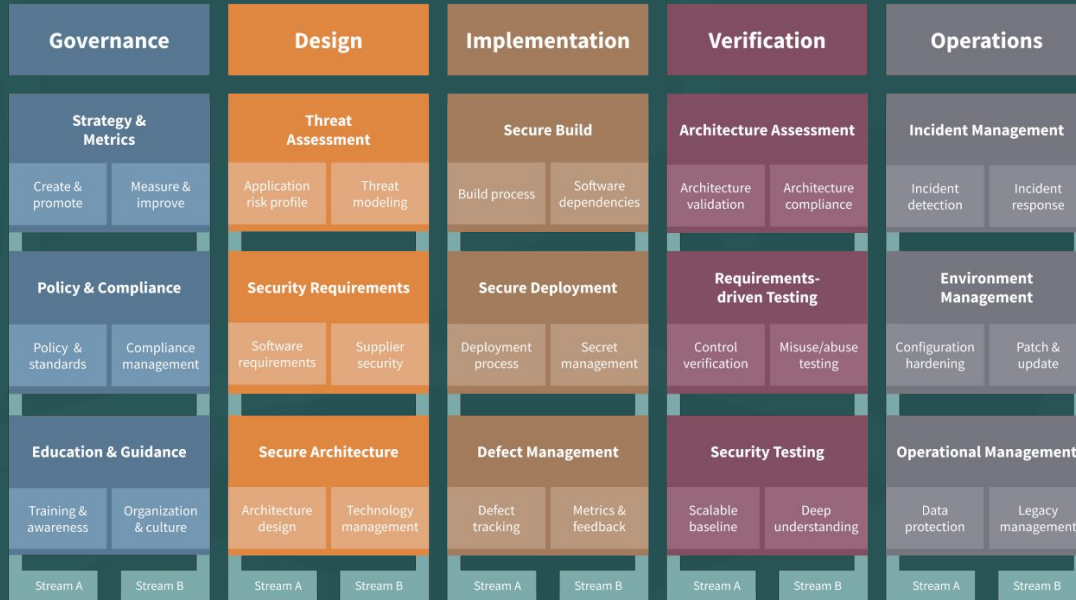 Governance
Design
Implementation
Verification
Operations
Strategy &
Metrics
Create &
promote
Measure &
improve
Threat
Assessment
Application
risk profile
Threat
modeling
Secure Build
Build process
Software
dependencies
Architecture Assessment
Architecture
validation
Architecture
compliance
Incident Management
Incident
detection
Incident
response
Policy & Compliance
Policy &
standards
Compliance
management
Security Requirements
Software
requirements
Supplier
security
Secure Deployment
Deployment
process
Secret
management
Requirements-
driven Testing
Control
verification
Misuse/abuse
testing
Environment
Management
Configuration
hardening
Patch &
update
Education & Guidance
Training &
awareness
Organization
& culture
Secure Architecture
Architecture
design
Technology
management
Defect Management
Defect
tracking
Metrics &
feedback
Security Testing
Scalable
baseline
Deep
understanding
Operational Management
Data
protection
Legacy
management
Stream A
Stream B
Stream A
Stream B
Stream A
Stream B
Stream A
Stream B
Stream A
Stream B